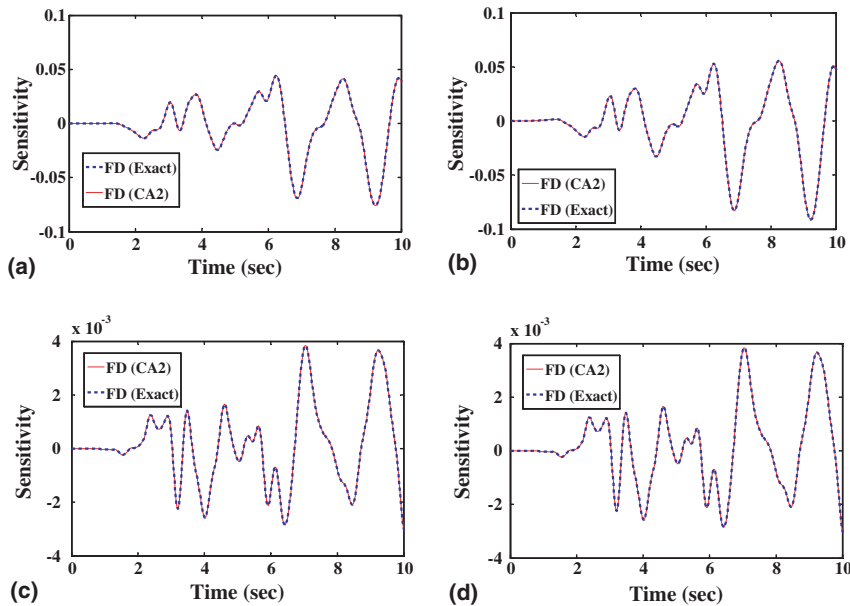 0.1
0.05
0
-0.05
-0.1
Sensitivity
FD (Exact)
FD (CA2)
0 2 4 6 8 10
Time (sec)
(a)
0.1
0.05
0
-0.05
-0.1
Sensitivity
FD (CA2)
FD (Exact)
0 2 4 6 8 10
Time (sec)
(b)
x 10⁻³
4
2
0
-2
-4
Sensitivity
FD (CA2)
FD (Exact)
0 2 4 6 8 10
Time (sec)
(c)
x 10⁻³
4
2
0
-2
-4
Sensitivity
FD (CA2)
FD (Exact)
0 2 4 6 8 10
Time (sec)
(d)